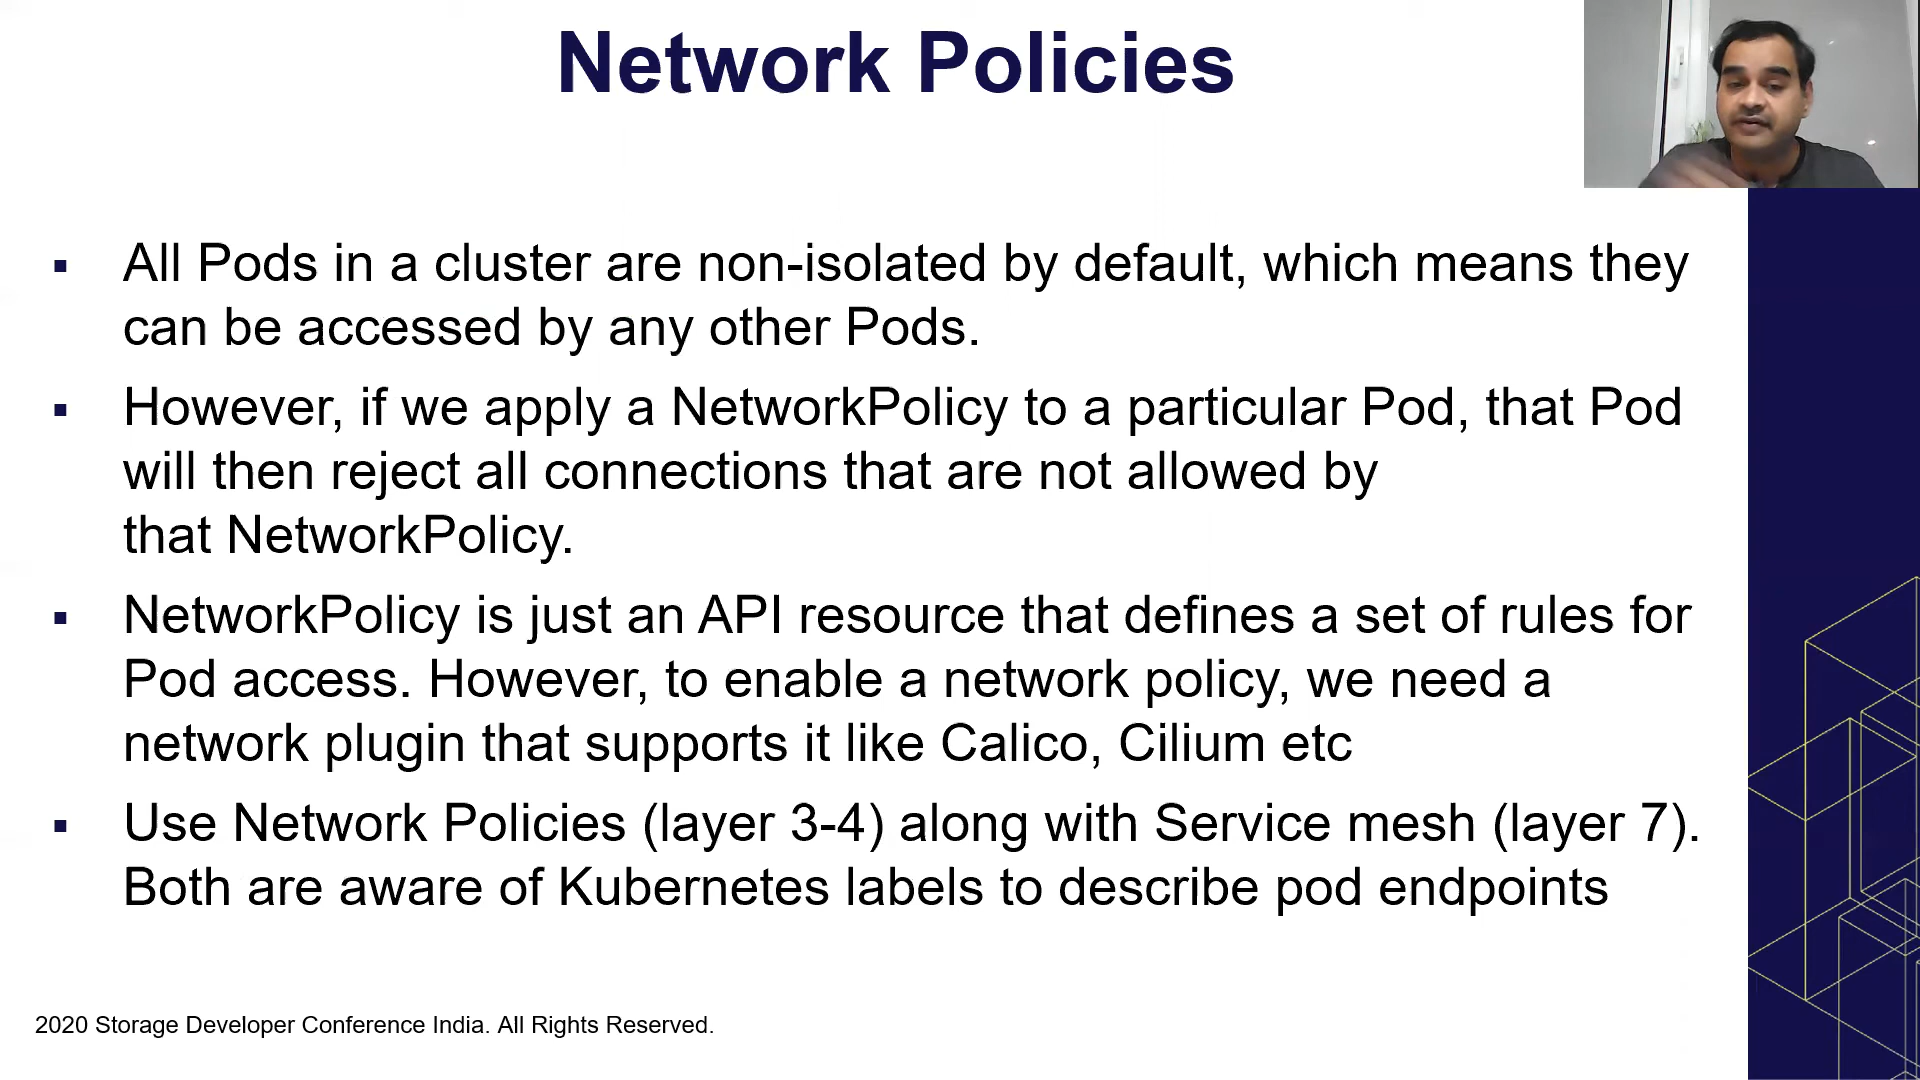 Network Policies
All Pods in a cluster are non-isolated by default, which means they
can be accessed by any other Pods.
However, if we apply a NetworkPolicy to a particular Pod, that Pod
will then reject all connections that are not allowed by
that NetworkPolicy.
NetworkPolicy is just an API resource that defines a set of rules for
Pod access. However, to enable a network policy, we need a
network plugin that supports it like Calico, Cilium etc
Use Network Policies (layer 3-4) along with Service mesh (layer 7).
Both are aware of Kubernetes labels to describe pod endpoints
2020 Storage Developer Conference India. All Rights Reserved.